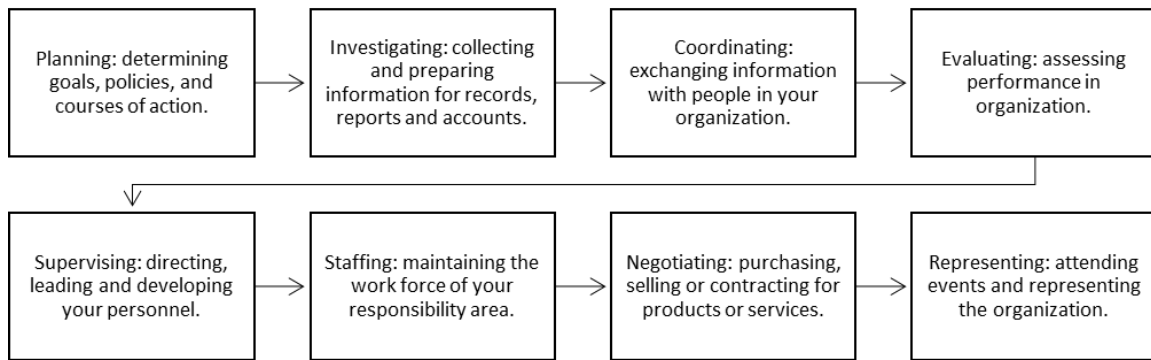 Planning: determining
goals, policies, and
courses of action.
Investigating: collecting
and preparing
information for records,
reports and accounts.
Coordinating:
exchanging information
with people in your
organization.
Evaluating: assessing
performance in
organization.
Supervising: directing,
leading and developing
your personnel.
Staffing: maintaining the
work force of your
responsibility area.
Negotiating: purchasing,
selling or contracting for
products or services.
Representing: attending
events and representing
the organization.